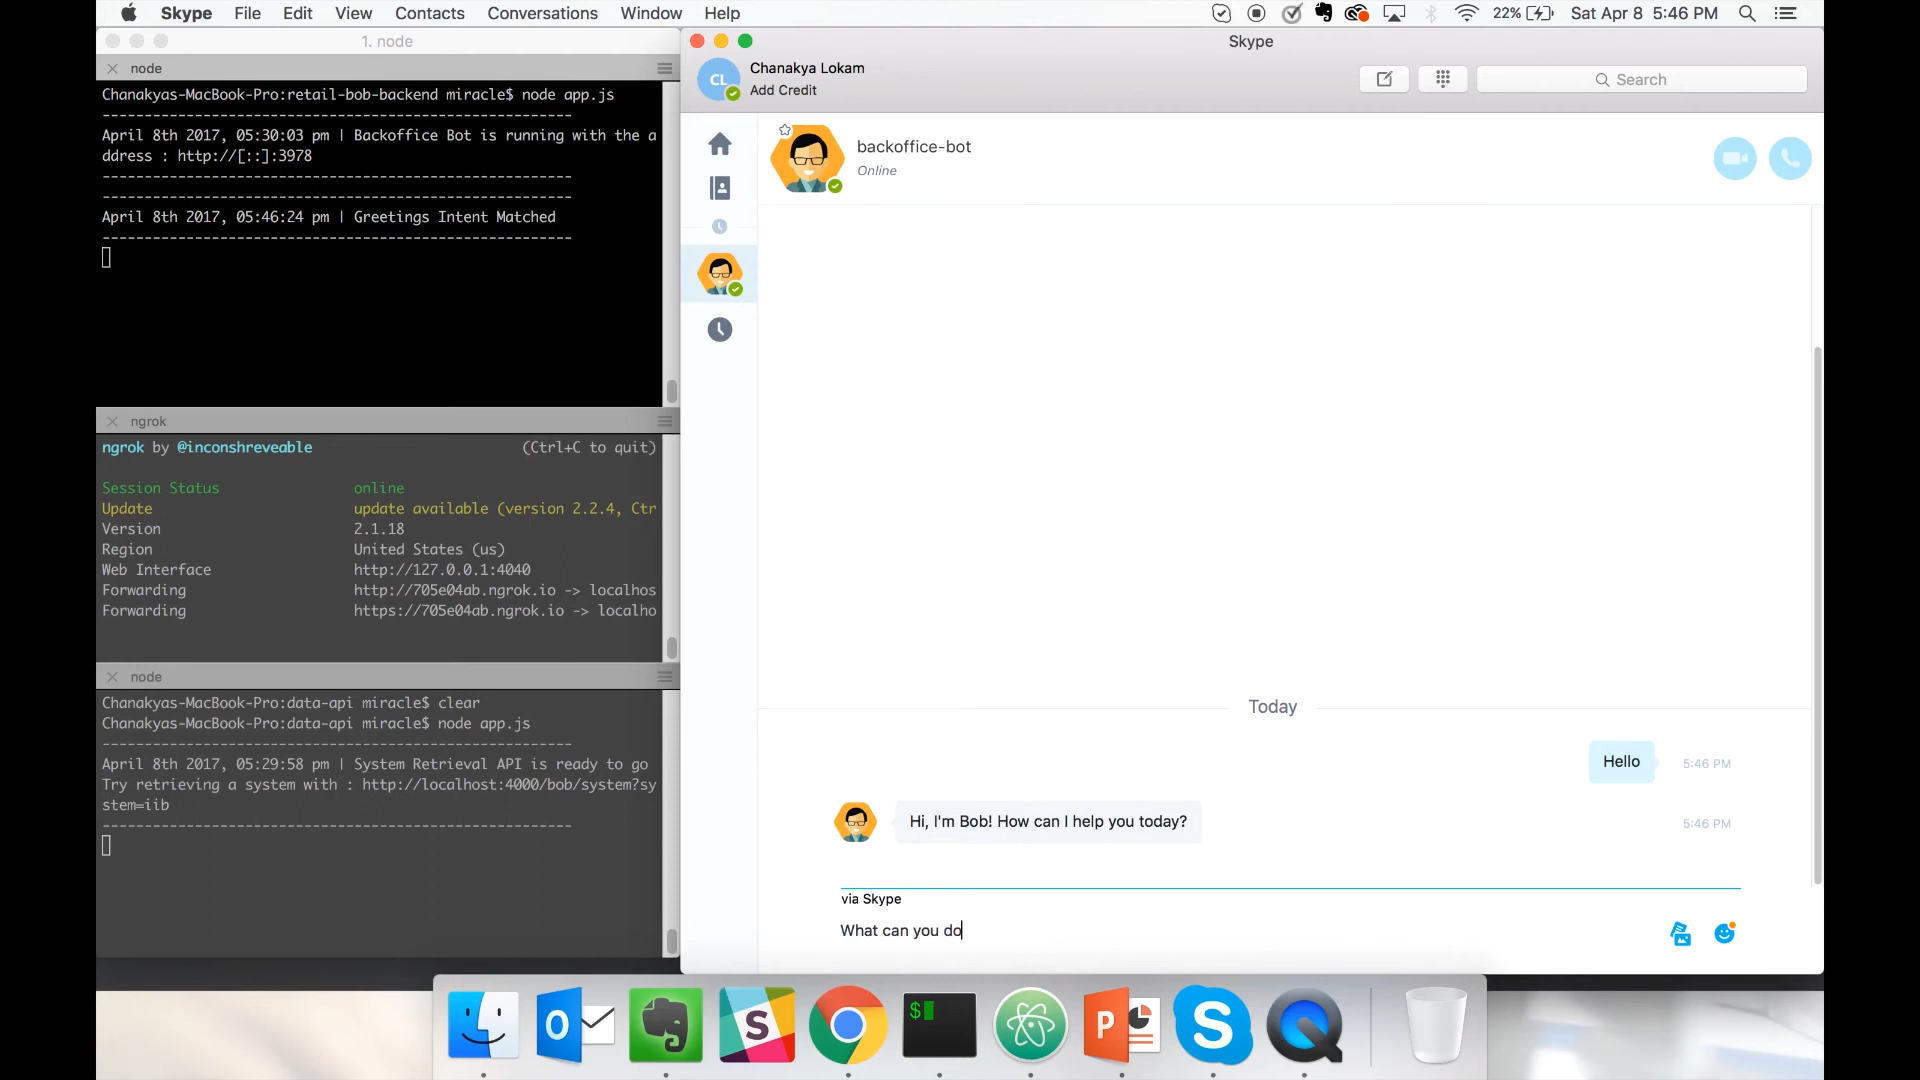 Skype File Edit View Contacts Conversations Window Help 22% Sat Apr 8 5:46 PM
1. node
node
Chanakyas-MacBook-Pro:retail-bob-backend miracle$ node app.js
--------------------------------------------------------
April 8th 2017, 05:30:03 pm | Backoffice Bot is running with the a
ddress : http://[::]:3978
--------------------------------------------------------
--------------------------------------------------------
April 8th 2017, 05:46:24 pm | Greetings Intent Matched
--------------------------------------------------------
ngrok
ngrok by @inconshreveable (Ctrl+C to quit)
Session Status online
Update update available (version 2.2.4, Ctr
Version 2.1.18
Region United States (us)
Web Interface http://127.0.0.1:4040
Forwarding http://705e04ab.ngrok.io -> localhos
Forwarding https://705e04ab.ngrok.io -> localho
node
Chanakyas-MacBook-Pro:data-api miracle$ clear
Chanakyas-MacBook-Pro:data-api miracle$ node app.js
--------------------------------------------------------
April 8th 2017, 05:29:58 pm | System Retrieval API is ready to go
Try retrieving a system with : http://localhost:4000/bob/system?sy
stem=iib
--------------------------------------------------------
Skype
CL
Chanakya Lokam
Add Credit
Search
backoffice-bot
Online
Today
Hello 5:46 PM
Hi, I'm Bob! How can I help you today? 5:46 PM
via Skype
What can you do